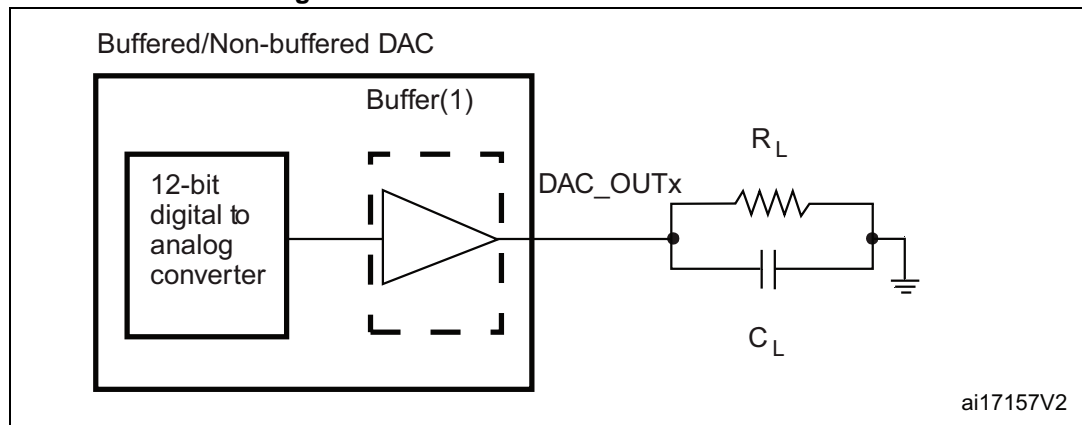 Buffered/Non-buffered DAC
Buffer(1)
12-bit
digital to
analog
converter
DAC_OUTx
R L
C L
ai17157V2